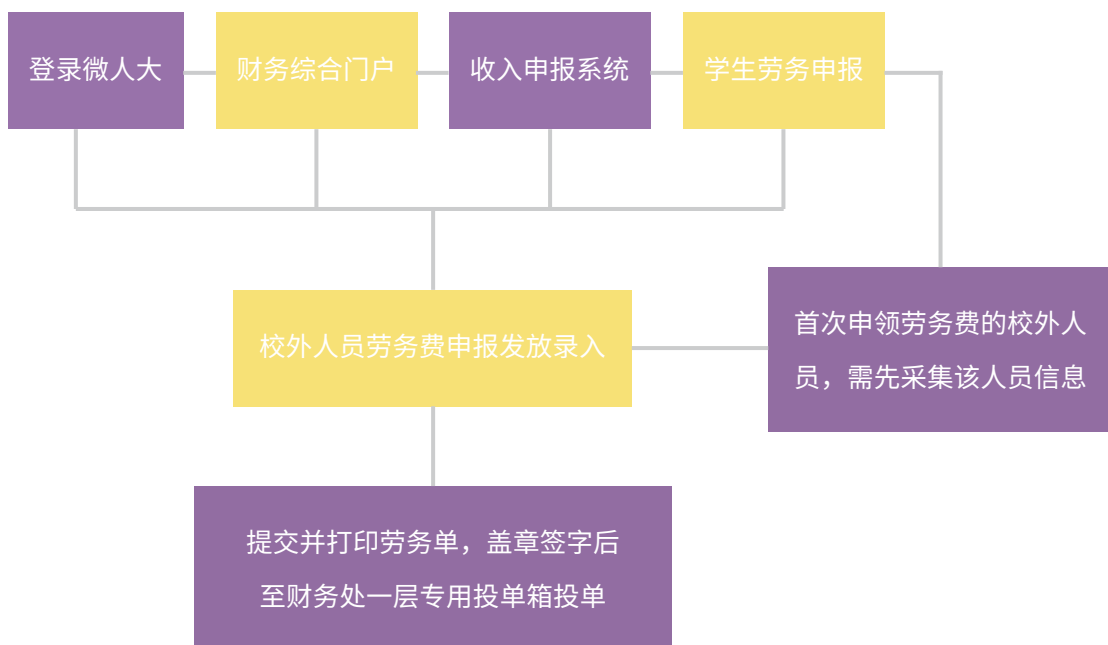 登录微人大
财务综合门户
收入申报系统
学生劳务申报
校外人员劳务费申报发放录入
首次申领劳务费的校外人
员，需先采集该人员信息
提交并打印劳务单，盖章签字后
至财务处一层专用投单箱投单